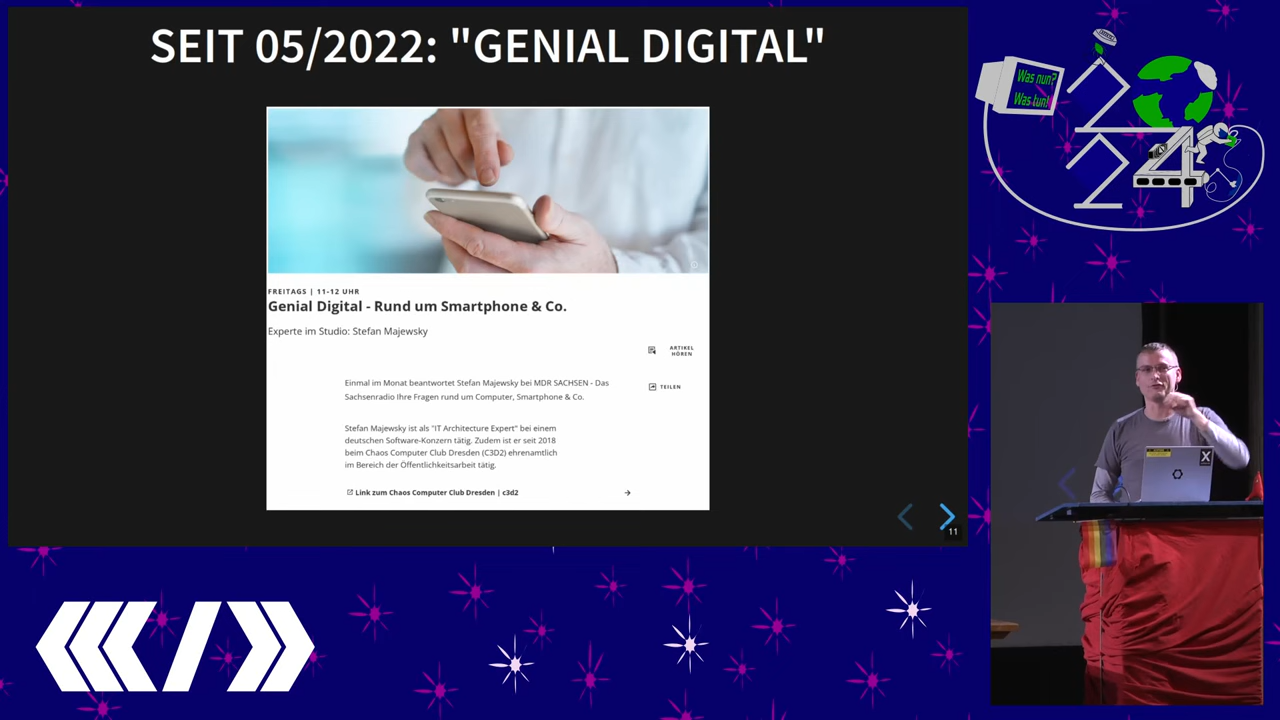 SEIT 05/2022: "GENIAL DIGITAL"
FREITAGS | 11-12 UHR
Genial Digital - Rund um Smartphone & Co.
Experte im Studio: Stefan Majewsky
ARTIKEL
HÖREN
Einmal im Monat beantwortet Stefan Majewsky bei MDR SACHSEN - Das
Sachsenradio Ihre Fragen rund um Computer, Smartphone & Co.
TEILEN
Stefan Majewsky ist als "IT Architecture Expert" bei einem
deutschen Software-Konzern tätig. Zudem ist er seit 2018
beim Chaos Computer Club Dresden (C3D2) ehrenamtlich
im Bereich der Öffentlichkeitsarbeit tätig.
Link zum Chaos Computer Club Dresden | c3d2
11
Was nun?
Was tun!
2
24
X